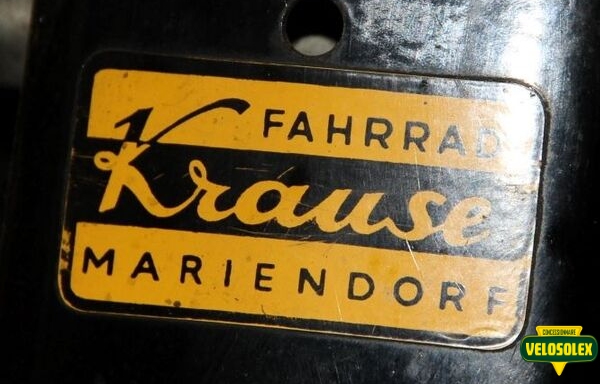 FAHRRAD
Krause
MARIENDORF
CONCESSIONNAIRE
VELOSOLEX